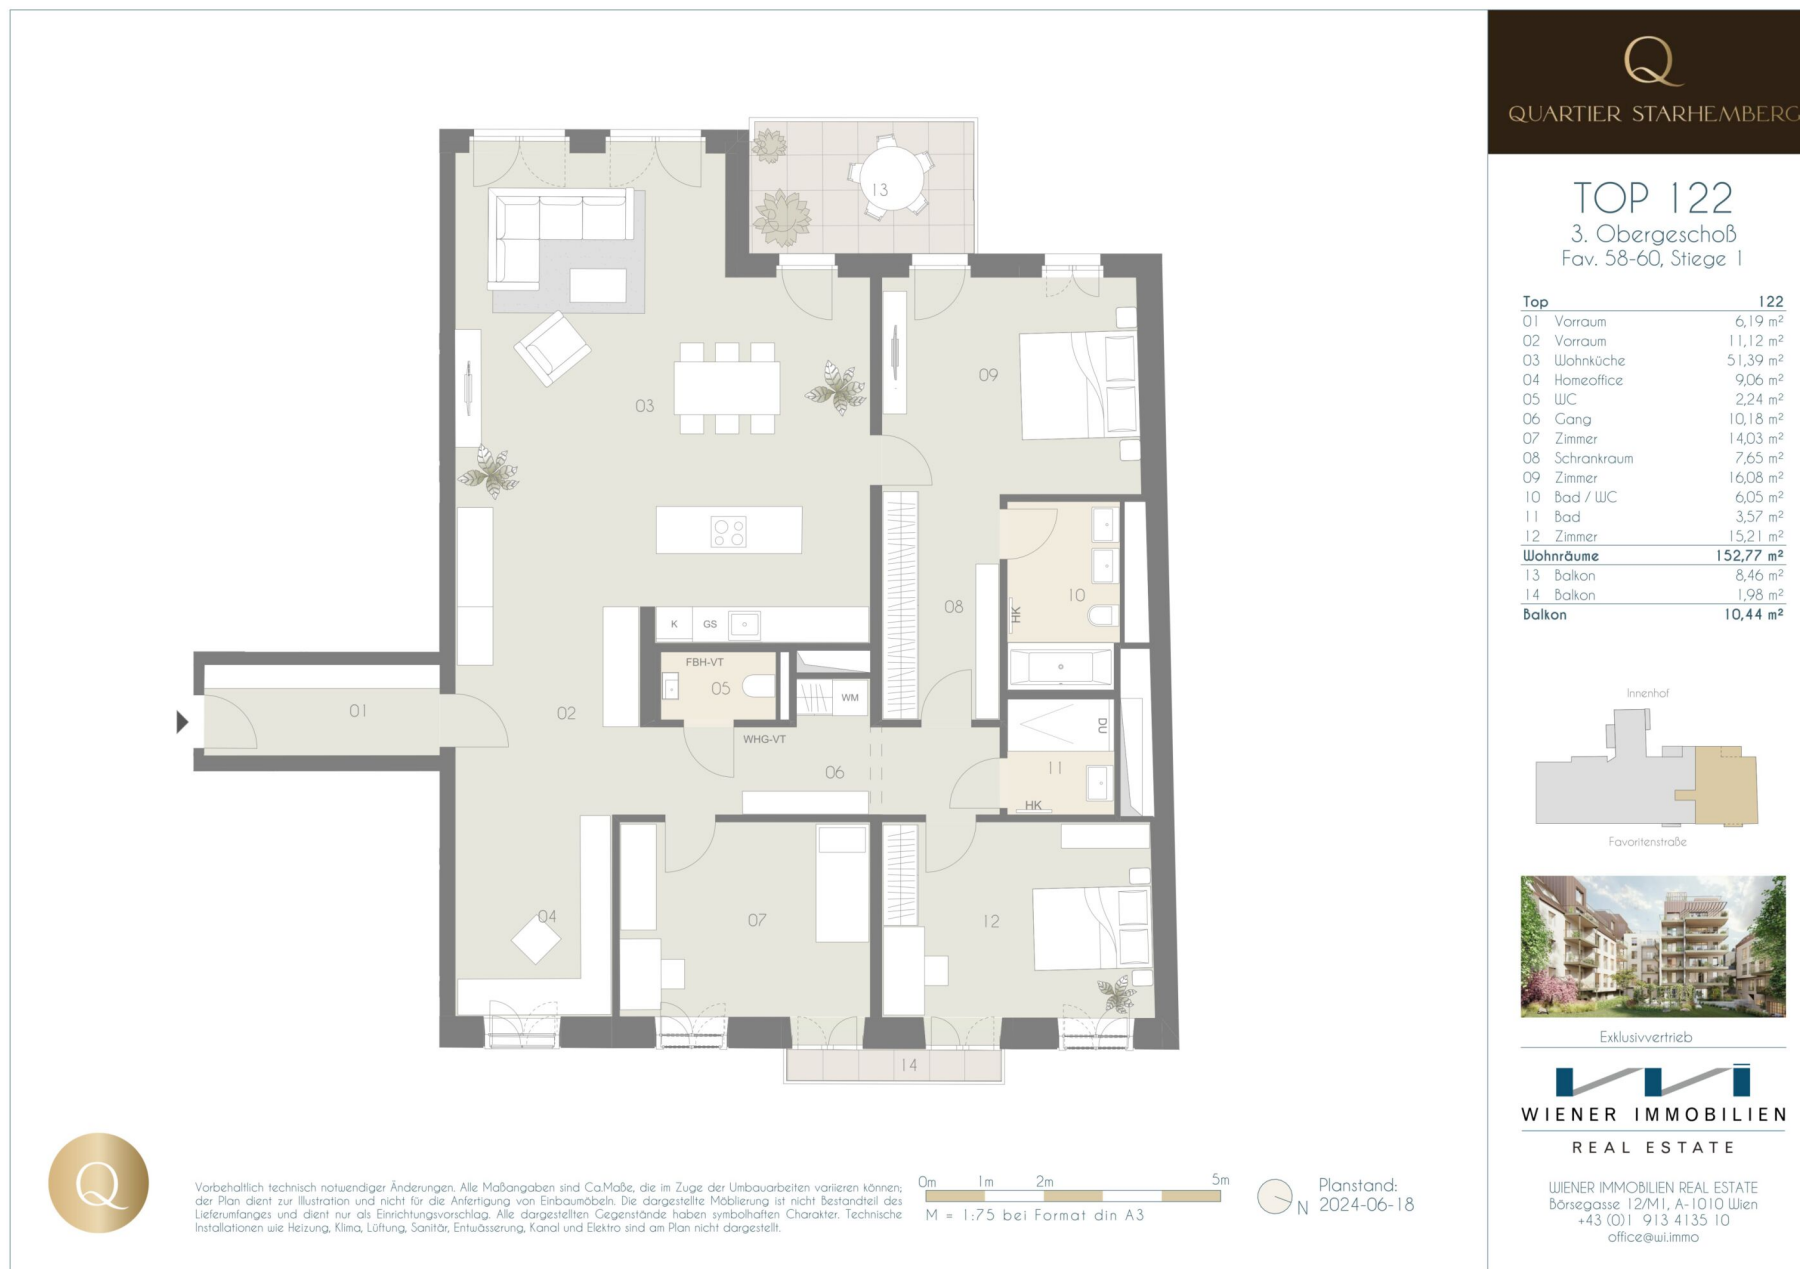 Q
QUARTIER STARHEMBERG
TOP 122
3. Obergeschoß
Fav. 58-60, Stiege 1
Top 122
01 Vorraum 6,19 m²
02 Vorraum 11,12 m²
03 Wohnküche 51,39 m²
04 Homeoffice 9,06 m²
05 WC 2,24 m²
06 Gang 10,18 m²
07 Zimmer 14,03 m²
08 Schrankraum 7,65 m²
09 Zimmer 16,08 m²
10 Bad / WC 6,05 m²
11 Bad 3,57 m²
12 Zimmer 15,21 m²
Wohnräume 152,77 m²
13 Balkon 8,46 m²
14 Balkon 1,98 m²
Balkon 10,44 m²
Innenhof
Favoritenstraße
Exklusivvertrieb
WIENER IMMOBILIEN
REAL ESTATE
WIENER IMMOBILIEN REAL ESTATE
Börsegasse 12/M1, A-1010 Wien
+43 (0)1 913 4135 10
office@wi.immo
13
09
03
10
HK
08
K GS
FBH-VT
05
WM
01
02
WHG-VT
06
DU
11
HK
04
07
12
14
Q
Vorbehaltlich technisch notwendiger Änderungen. Alle Maßangaben sind Ca.Maße, die im Zuge der Umbauarbeiten variieren können;
der Plan dient zur Illustration und nicht für die Anfertigung von Einbaumöbeln. Die dargestellte Möblierung ist nicht Bestandteil des
Lieferumfanges und dient nur als Einrichtungsvorschlag. Alle dargestellten Gegenstände haben symbolhaften Charakter. Technische
Installationen wie Heizung, Klima, Lüftung, Sanitär, Entwässerung, Kanal und Elektro sind am Plan nicht dargestellt.
0m 1m 2m 5m
M = 1:75 bei Format din A3
N
Planstand:
2024-06-18